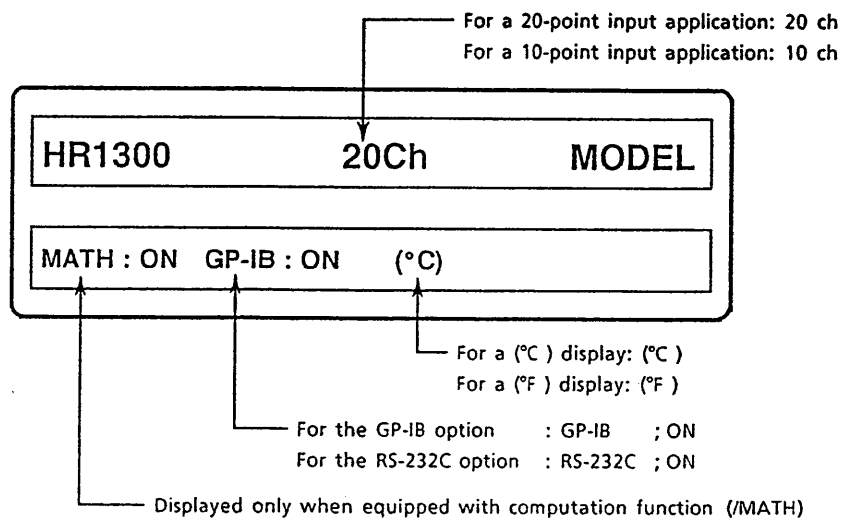 For a 20-point input application: 20 ch
For a 10-point input application: 10 ch
HR1300 20Ch MODEL
MATH : ON GP-IB : ON (°C)
For a (°C ) display: (°C )
For a (°F ) display: (°F )
For the GP-IB option : GP-IB ; ON
For the RS-232C option : RS-232C ; ON
Displayed only when equipped with computation function (/MATH)